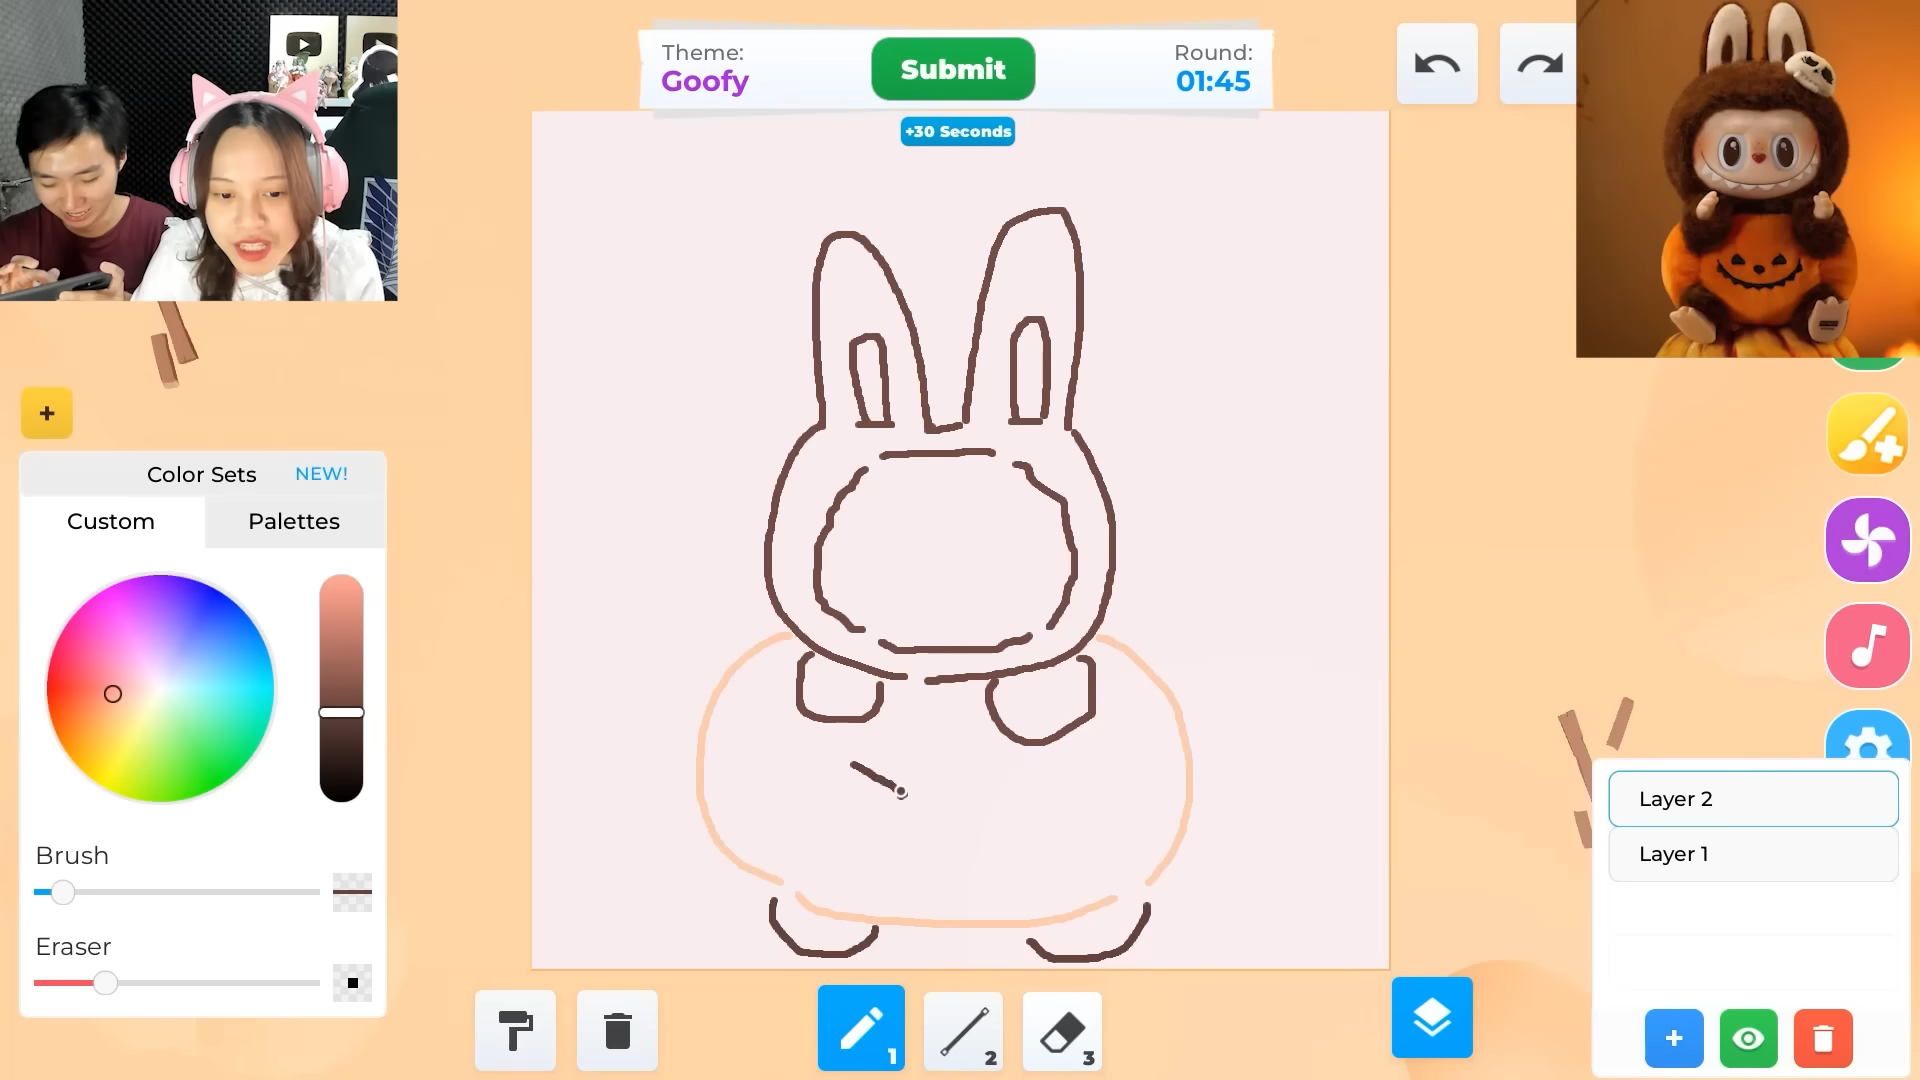 Theme:
Goofy
Submit
Round:
01:45
+30 Seconds
+
Color Sets
NEW!
Custom
Palettes
Brush
Eraser
1
2
3
Layer 2
Layer 1
+